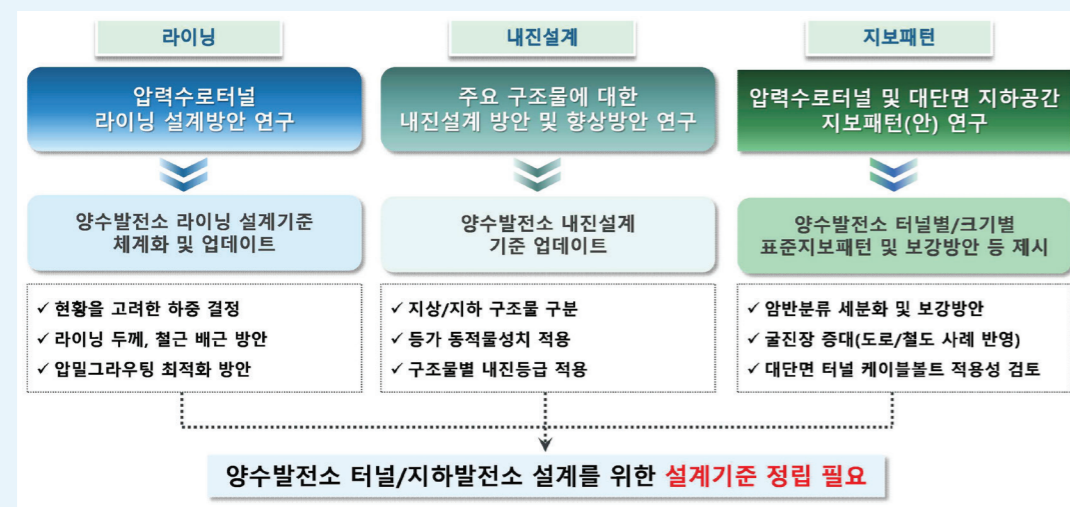 라이닝
압력수로터널
라이닝 설계방안 연구
양수발전소 라이닝 설계기준
체계화 및 업데이트
✓ 현황을 고려한 하중 결정
✓ 라이닝 두께, 철근 배근 방안
✓ 압밀그라우팅 최적화 방안
내진설계
주요 구조물에 대한
내진설계 방안 및 향상방안 연구
양수발전소 내진설계
기준 업데이트
✓ 지상/지하 구조물 구분
✓ 등가 동적물성치 적용
✓ 구조물별 내진등급 적용
지보패턴
압력수로터널 및 대단면 지하공간
지보패턴(안) 연구
양수발전소 터널별/크기별
표준지보패턴 및 보강방안 등 제시
✓ 암반분류 세분화 및 보강방안
✓ 굴진장 증대(도로/철도 사례 반영)
✓ 대단면 터널 케이블볼트 적용성 검토
양수발전소 터널/지하발전소 설계를 위한 설계기준 정립 필요